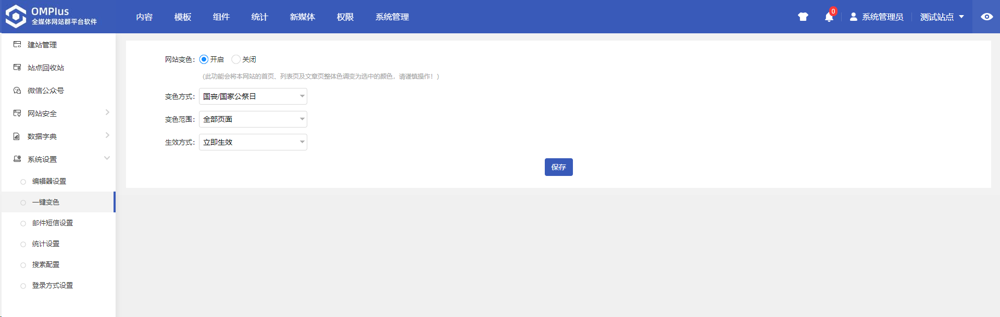 OMPlus
全媒体网站群平台软件
内容 模板 组件 统计 新媒体 权限 系统管理
0
系统管理员
测试站点
建站管理
站点回收站
微信公众号
网站安全
数据字典
系统设置
编辑器设置
一键变色
邮件短信设置
统计设置
搜索配置
登录方式设置
网站变色： 开启 关闭
（此功能会将本网站的首页、列表页及文章页整体色调变为选中的颜色，请谨慎操作！）
变色方式： 国丧/国家公祭日
变色范围： 全部页面
生效方式： 立即生效
保存